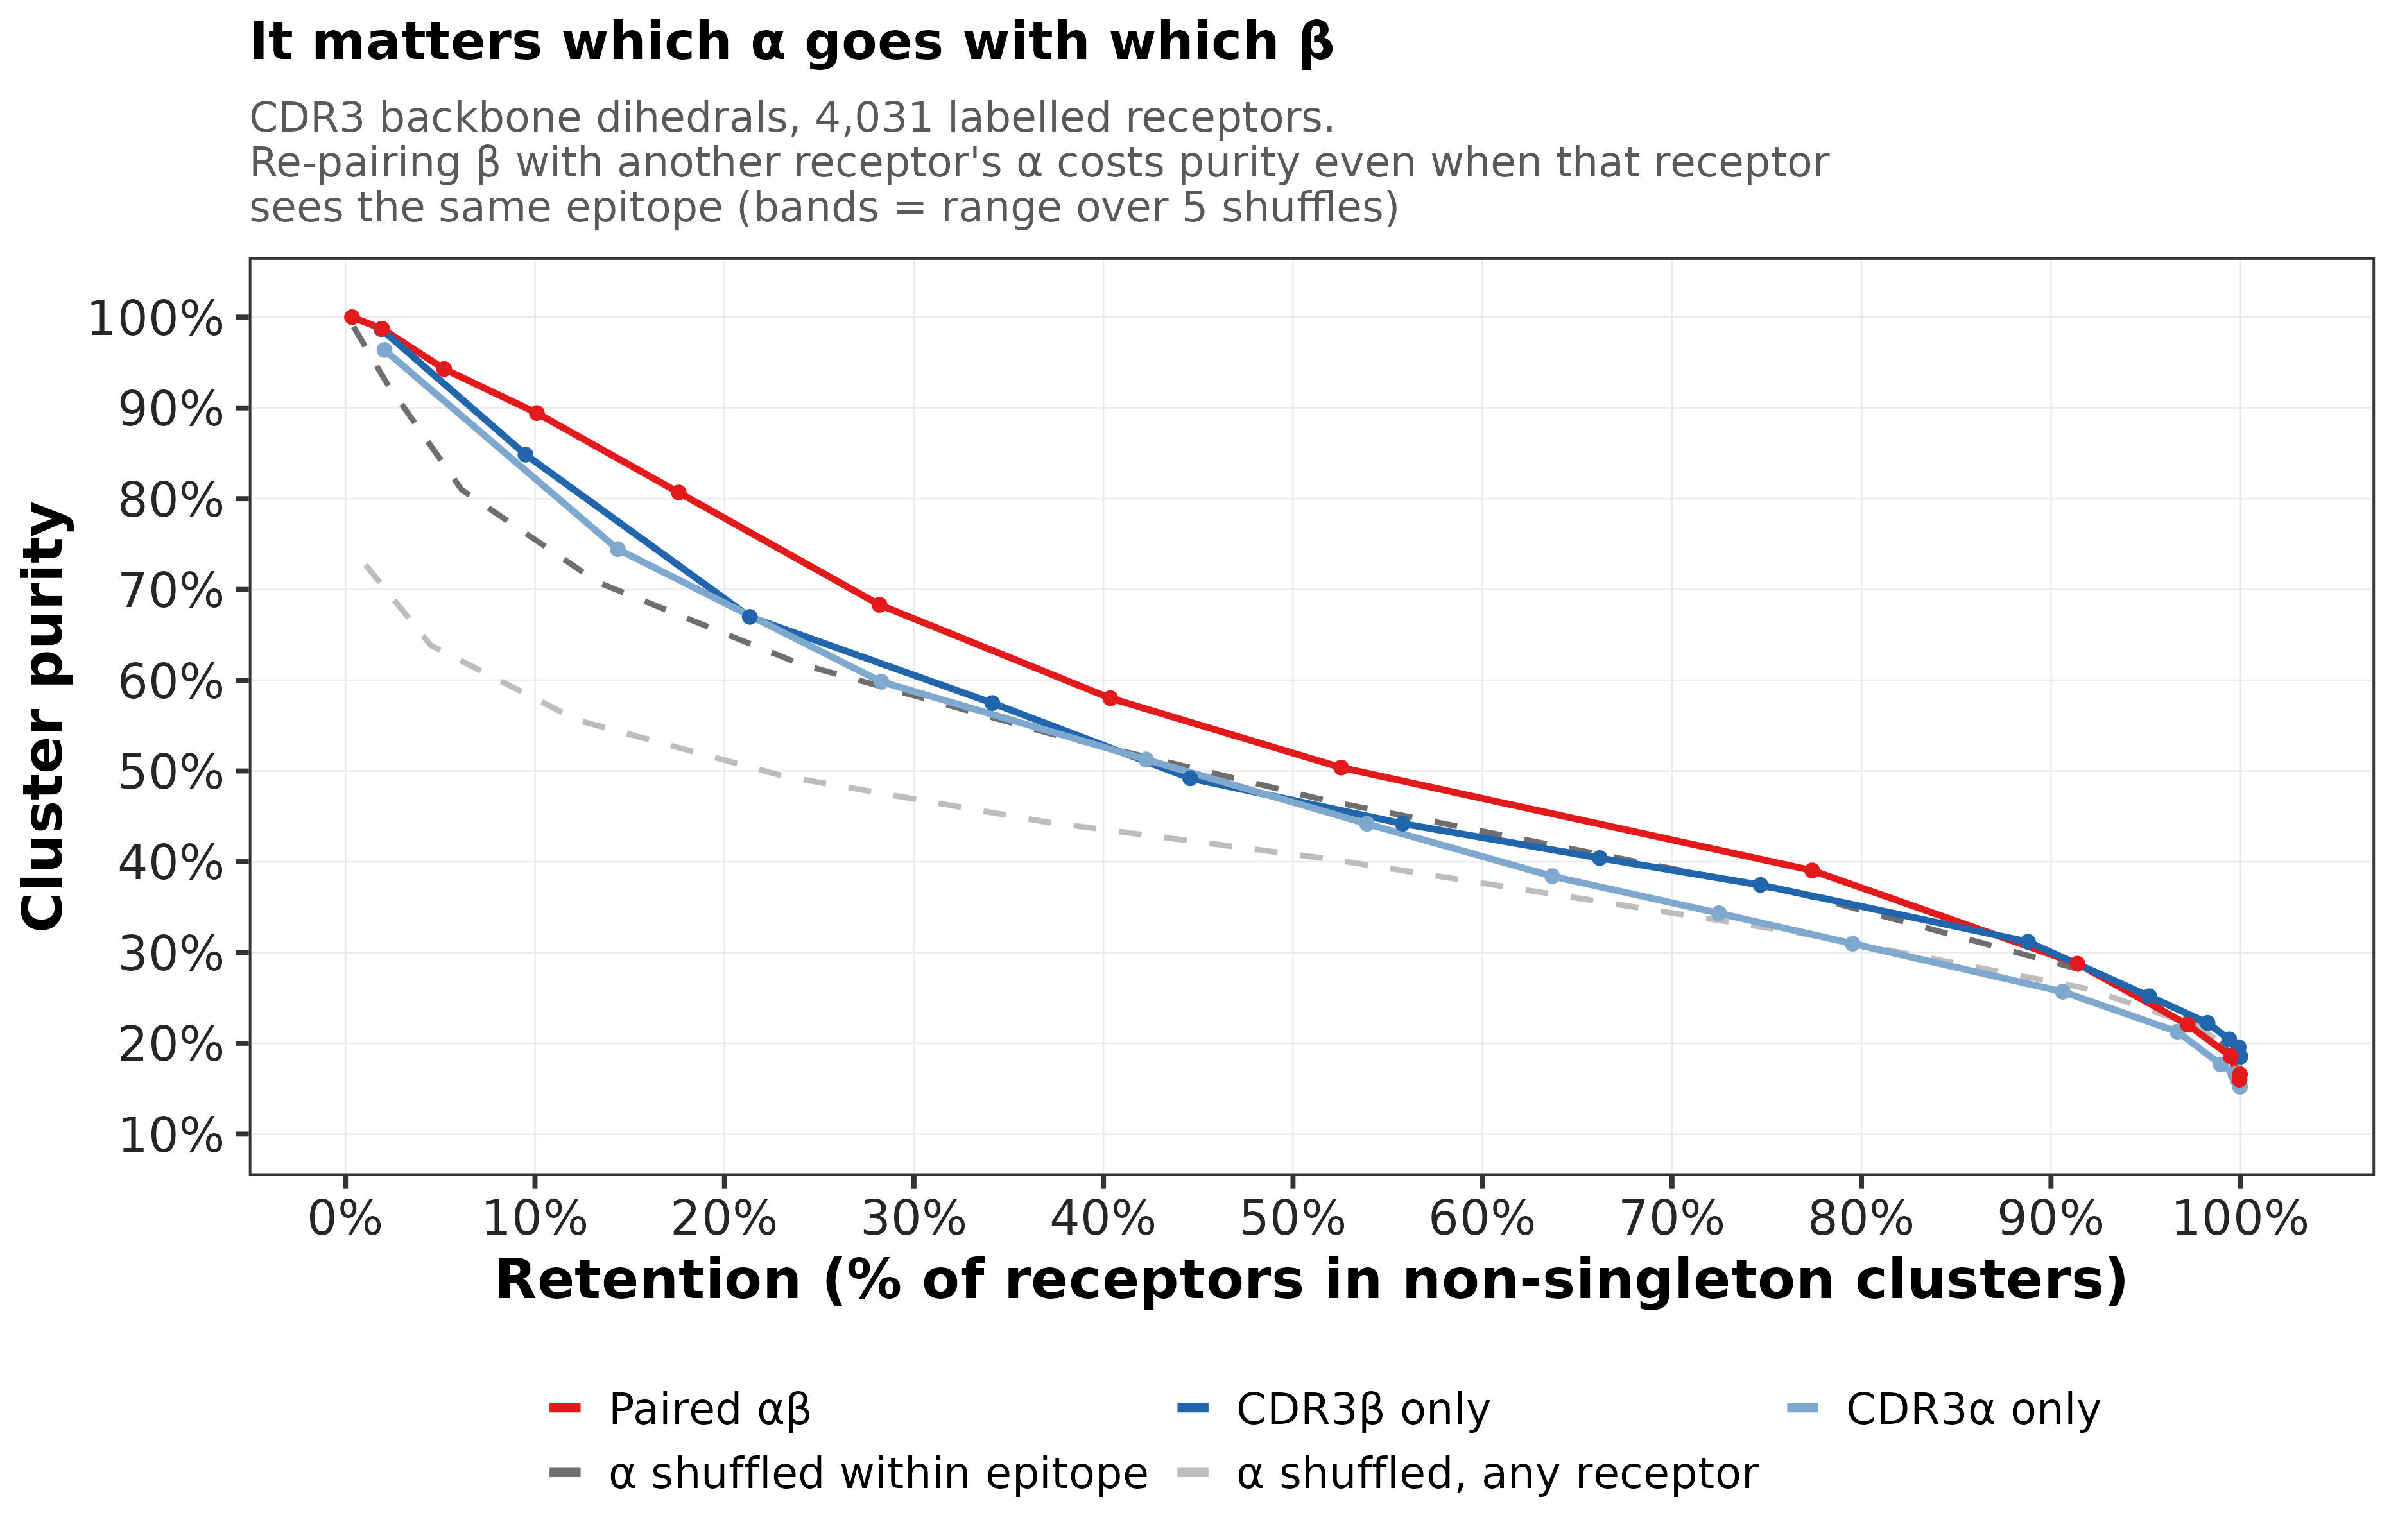 It matters which α goes with which β
CDR3 backbone dihedrals, 4,031 labelled receptors.
Re-pairing β with another receptor's α costs purity even when that receptor
sees the same epitope (bands = range over 5 shuffles)
Cluster purity
100%
90%
80%
70%
60%
50%
40%
30%
20%
10%
0% 10% 20% 30% 40% 50% 60% 70% 80% 90% 100%
Retention (% of receptors in non-singleton clusters)
Paired αβ CDR3β only CDR3α only
α shuffled within epitope α shuffled, any receptor